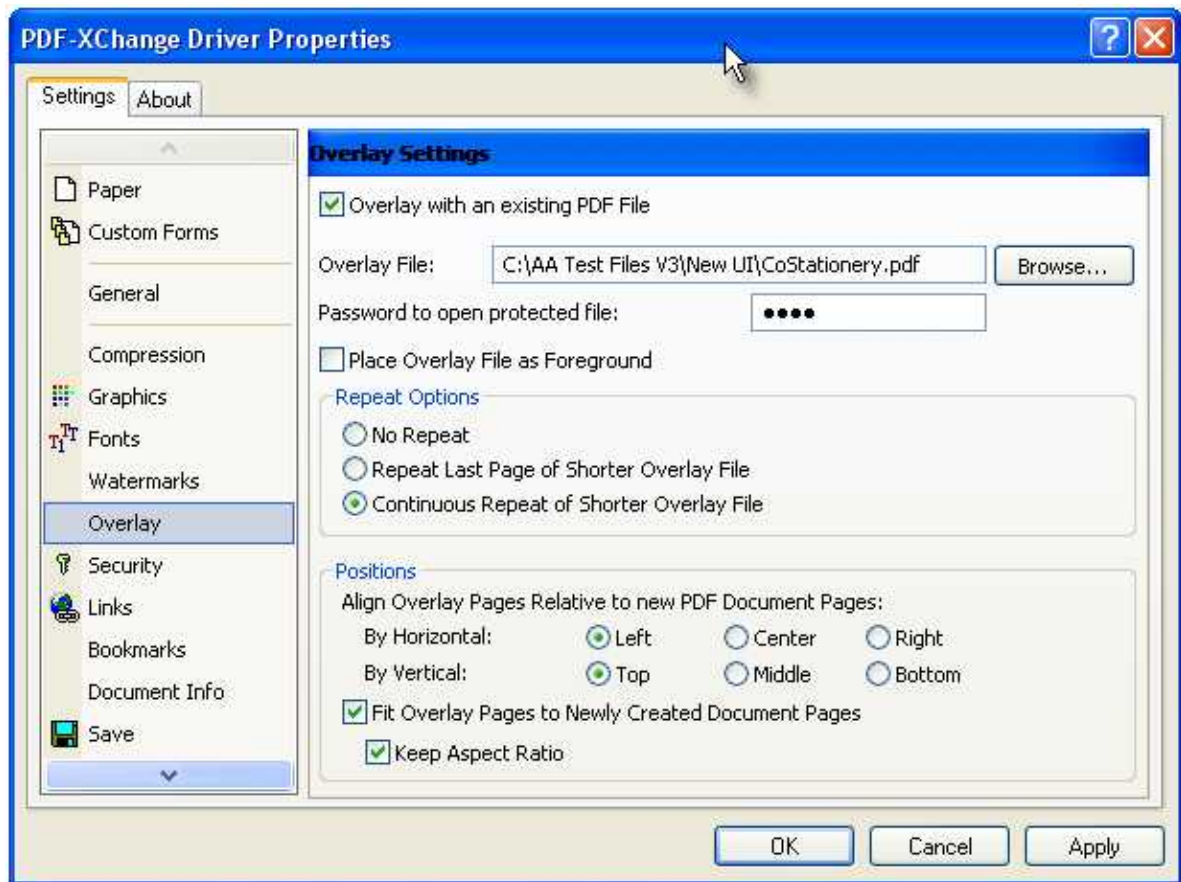 PDF-XChange Driver Properties
?
Settings
About
Paper
Custom Forms
General
Compression
Graphics
Fonts
Watermarks
Overlay
Security
Links
Bookmarks
Document Info
Save
Overlay Settings
Overlay with an existing PDF File
Overlay File: C:\AA Test Files V3\New UI\CoStationery.pdf Browse...
Password to open protected file: ●●●●
Place Overlay File as Foreground
Repeat Options
No Repeat
Repeat Last Page of Shorter Overlay File
Continuous Repeat of Shorter Overlay File
Positions
Align Overlay Pages Relative to new PDF Document Pages:
By Horizontal: Left Center Right
By Vertical: Top Middle Bottom
Fit Overlay Pages to Newly Created Document Pages
Keep Aspect Ratio
OK Cancel Apply